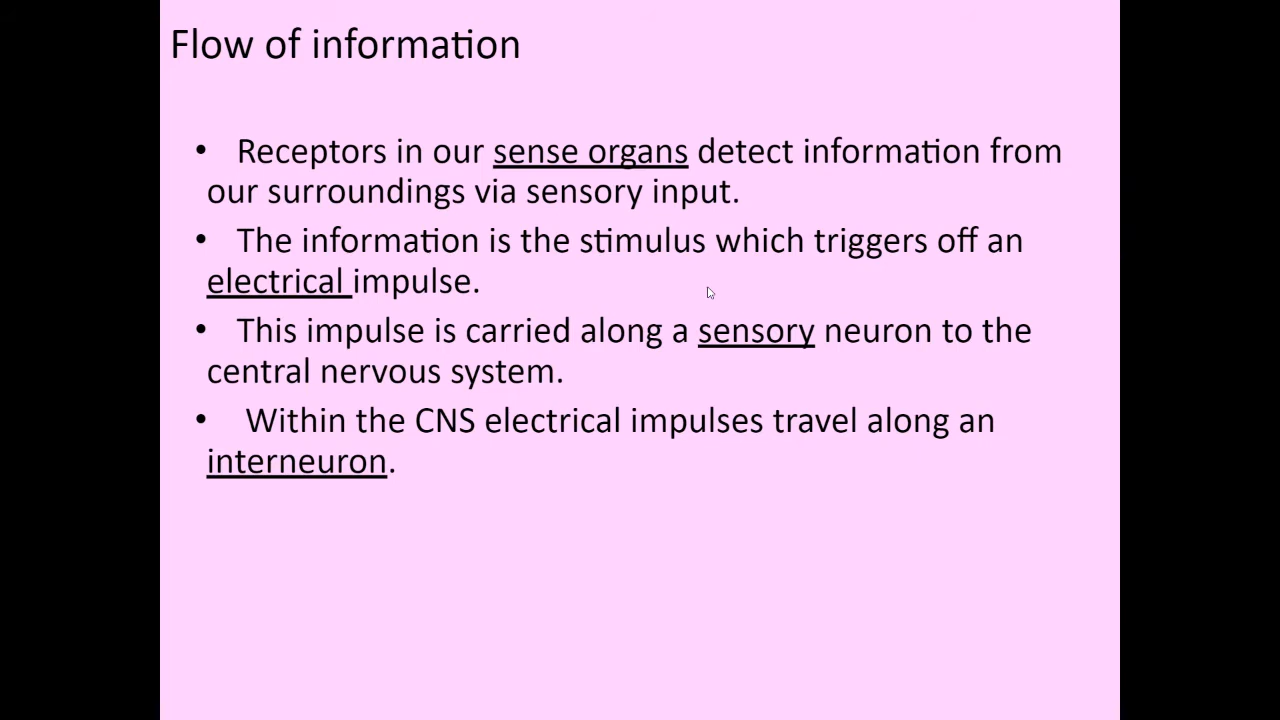 Flow of information
• Receptors in our sense organs detect information from
our surroundings via sensory input.
• The information is the stimulus which triggers off an
electrical impulse.
• This impulse is carried along a sensory neuron to the
central nervous system.
• Within the CNS electrical impulses travel along an
interneuron.